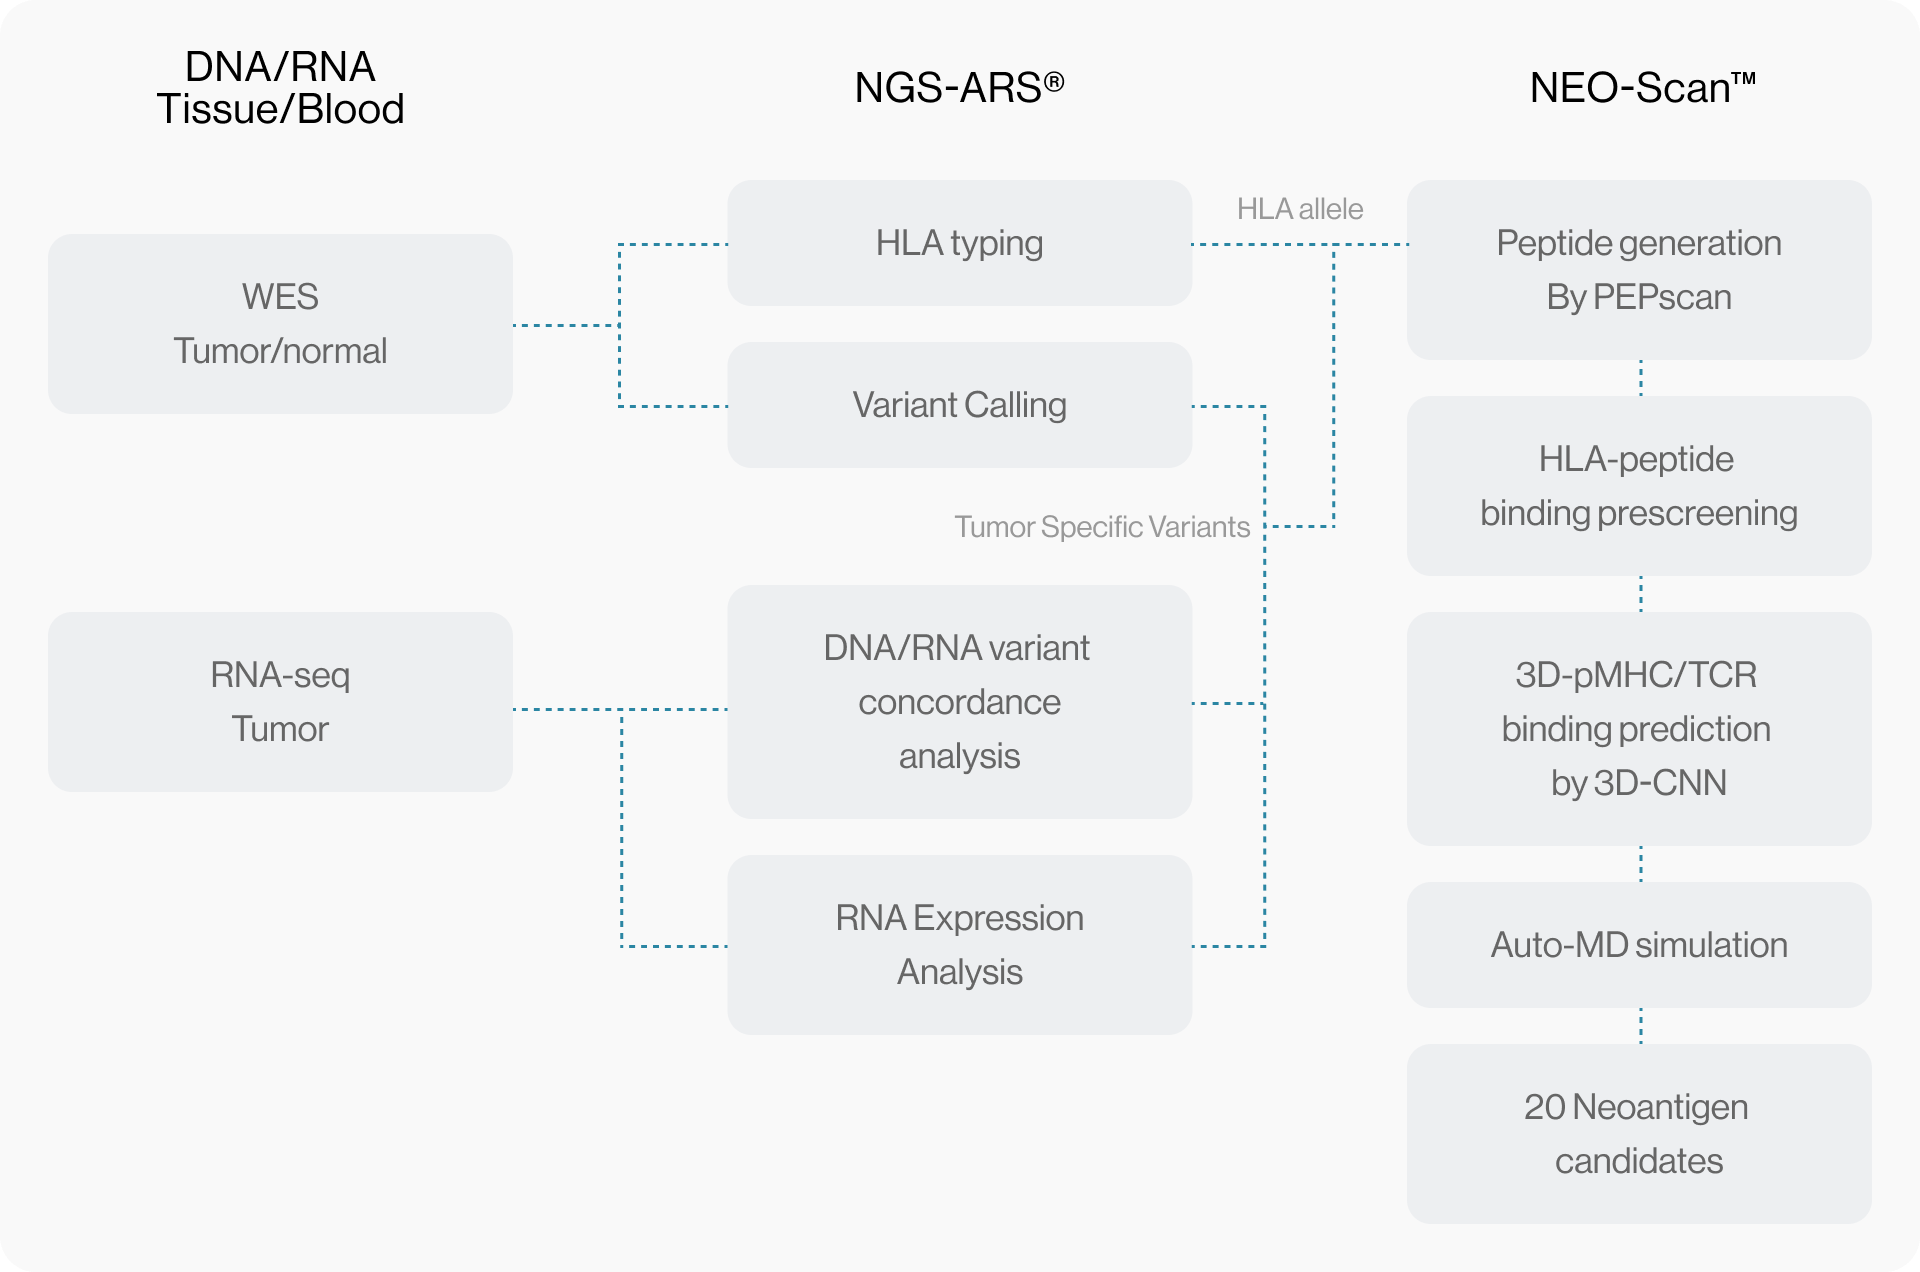 DNA/RNA
Tissue/Blood
WES
Tumor/normal
RNA-seq
Tumor
NGS-ARS®
HLA typing
Variant Calling
DNA/RNA variant
concordance
analysis
RNA Expression
Analysis
HLA allele
Tumor Specific Variants
NEO-Scan™
Peptide generation
By PEPscan
HLA-peptide
binding prescreening
3D-pMHC/TCR
binding prediction
by 3D-CNN
Auto-MD simulation
20 Neoantigen
candidates